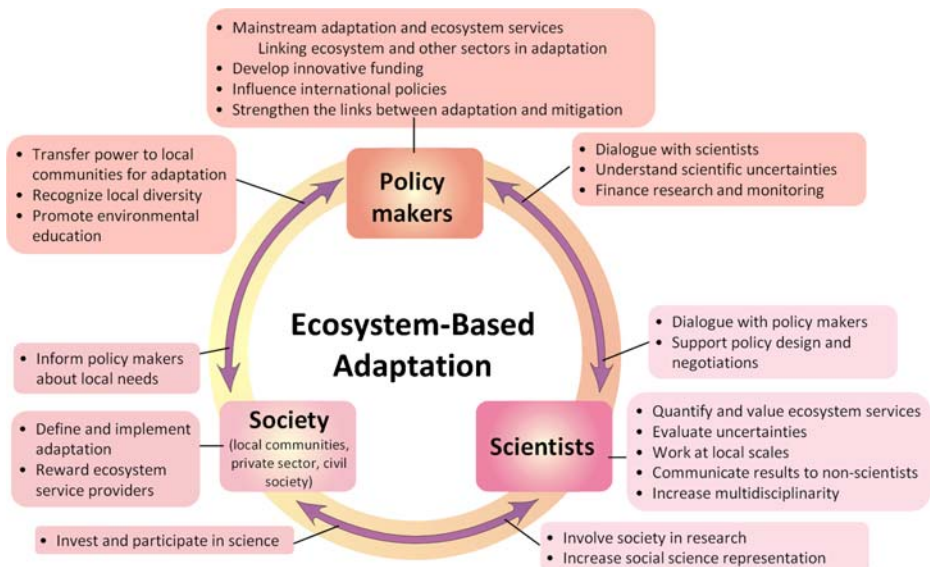 • Mainstream adaptation and ecosystem services
Linking ecosystem and other sectors in adaptation
• Develop innovative funding
• Influence international policies
• Strengthen the links between adaptation and mitigation
• Transfer power to local
communities for adaptation
• Recognize local diversity
• Promote environmental
education
Policy
makers
• Dialogue with scientists
• Understand scientific uncertainties
• Finance research and monitoring
Ecosystem-Based
Adaptation
• Inform policy makers
about local needs
• Dialogue with policy makers
• Support policy design and
negotiations
• Define and implement
adaptation
• Reward ecosystem
service providers
Society
(local communities,
private sector, civil
society)
Scientists
• Quantify and value ecosystem services
• Evaluate uncertainties
• Work at local scales
• Communicate results to non-scientists
• Increase multidisciplinarity
• Invest and participate in science
• Involve society in research
• Increase social science representation